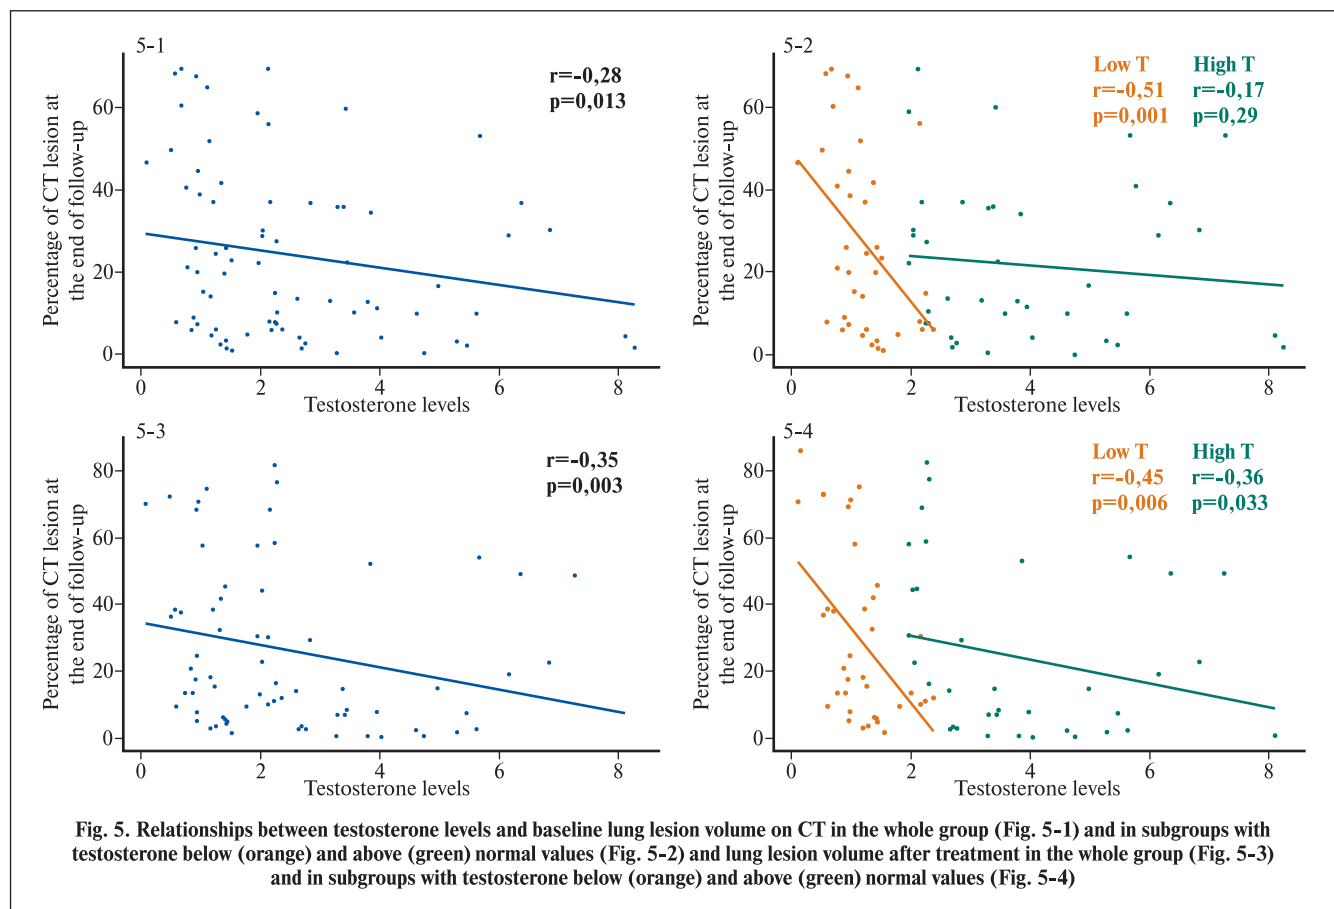 5-1
r=-0,28
p=0,013
Percentage of CT lesion at
the end of follow-up
60
40
20
0
0 2 4 6 8
Testosterone levels
5-2
Low T High T
r=-0,51 r=-0,17
p=0,001 p=0,29
Percentage of CT lesion at
the end of follow-up
60
40
20
0
0 2 4 6 8
Testosterone levels
5-3
r=-0,35
p=0,003
Percentage of CT lesion at
the end of follow-up
80
60
40
20
0
0 2 4 6 8
Testosterone levels
5-4
Low T High T
r=-0,45 r=-0,36
p=0,006 p=0,033
Percentage of CT lesion at
the end of follow-up
80
60
40
20
0
0 2 4 6 8
Testosterone levels
Fig. 5. Relationships between testosterone levels and baseline lung lesion volume on CT in the whole group (Fig. 5-1) and in subgroups with
testosterone below (orange) and above (green) normal values (Fig. 5-2) and lung lesion volume after treatment in the whole group (Fig. 5-3)
and in subgroups with testosterone below (orange) and above (green) normal values (Fig. 5-4)